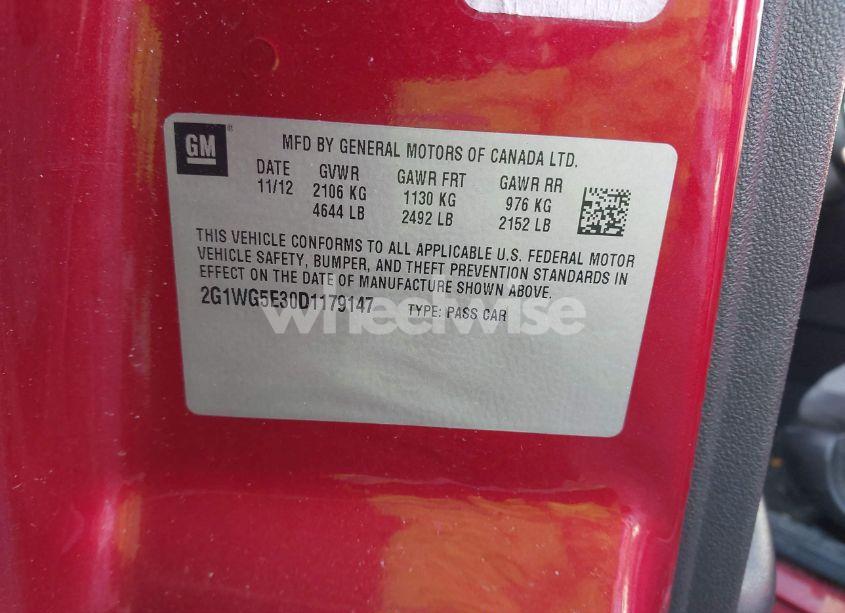 GM
MFD BY GENERAL MOTORS OF CANADA LTD.
DATE GVWR GAWR FRT GAWR RR
11/12 2106 KG 1130 KG 976 KG
4644 LB 2492 LB 2152 LB
THIS VEHICLE CONFORMS TO ALL APPLICABLE U.S. FEDERAL MOTOR
VEHICLE SAFETY, BUMPER, AND THEFT PREVENTION STANDARDS IN
EFFECT ON THE DATE OF MANUFACTURE SHOWN ABOVE.
2G1WG5E30D1179147 TYPE: PASS CAR
wheelwise